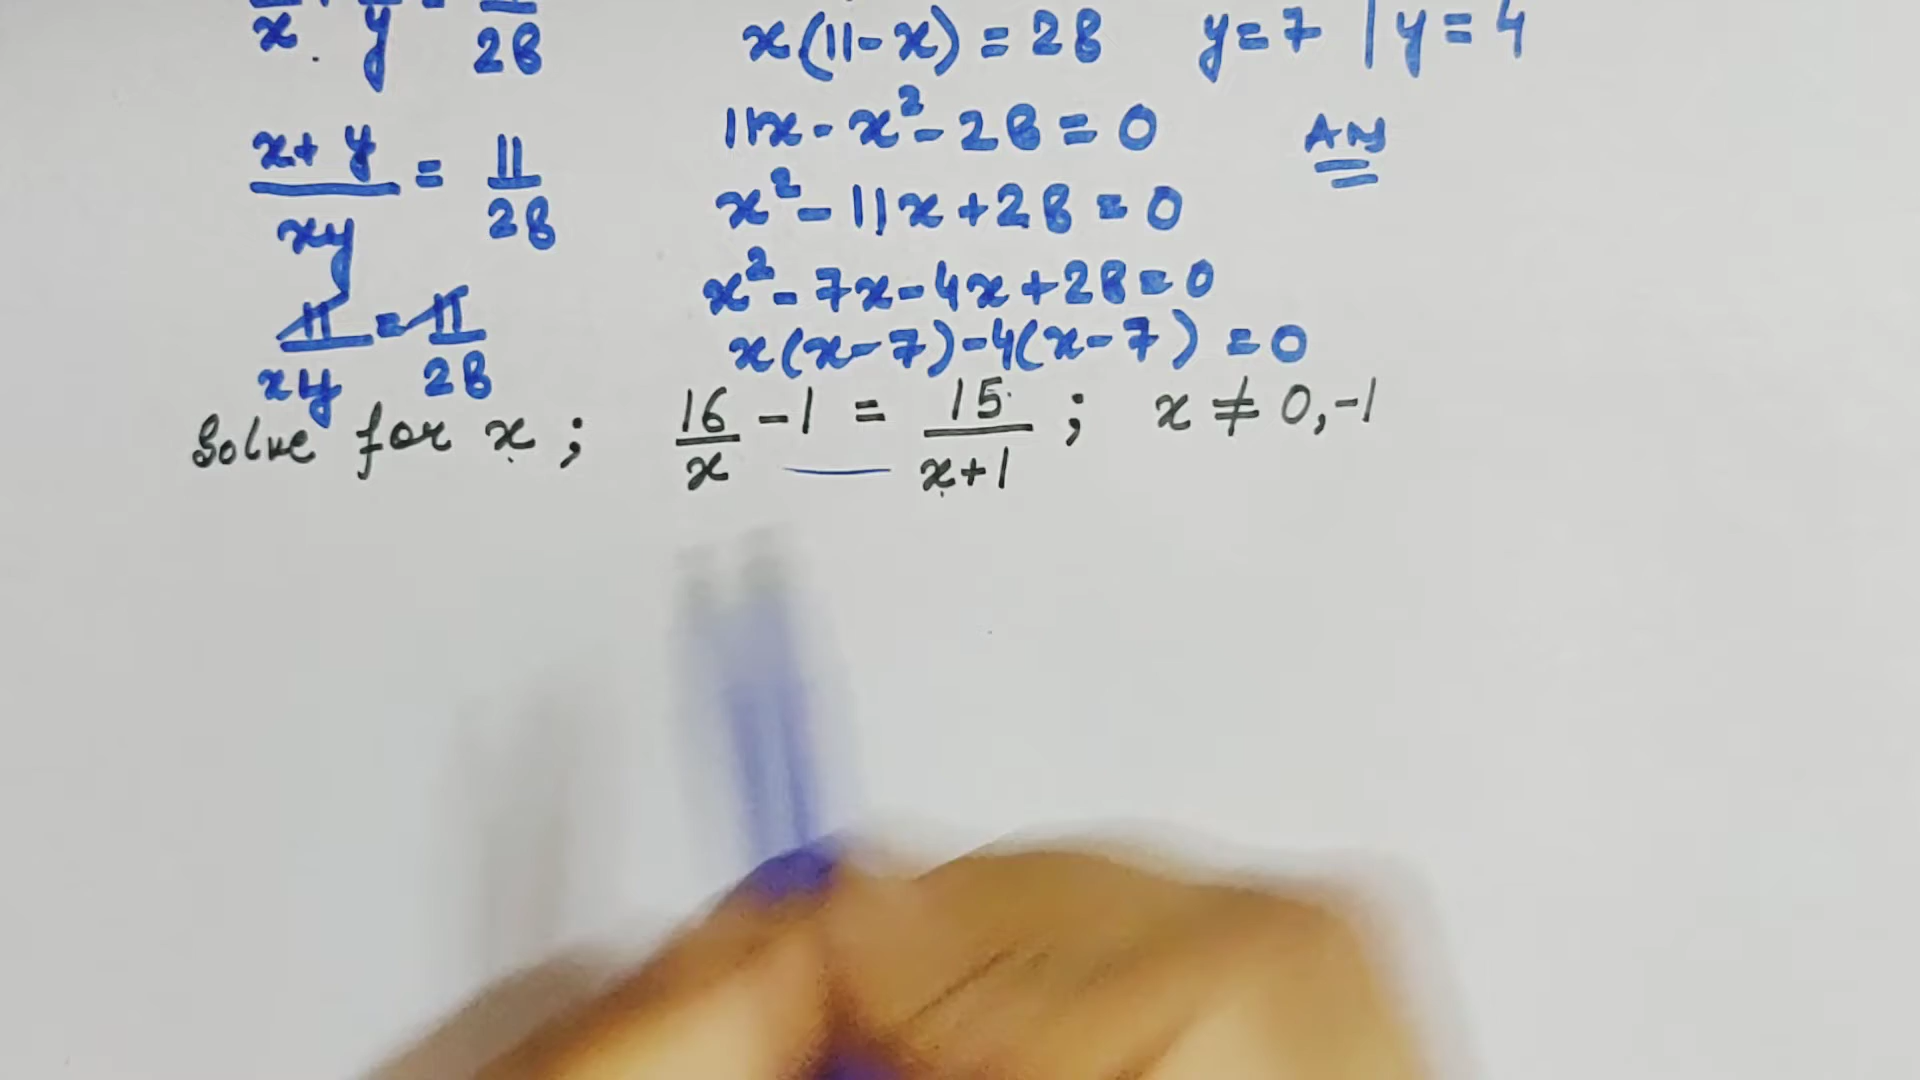 x y = 28
x+y/xy = 11/28
11/xy = 11/28
x(11-x) = 28
11x - x² - 28 = 0
x² - 11x + 28 = 0
x² - 7x - 4x + 28 = 0
x(x-7) - 4(x-7) = 0
y = 7 | y = 4
Ans
Solve for x ; 16/x - 1 = 15/x+1 ; x ≠ 0, -1